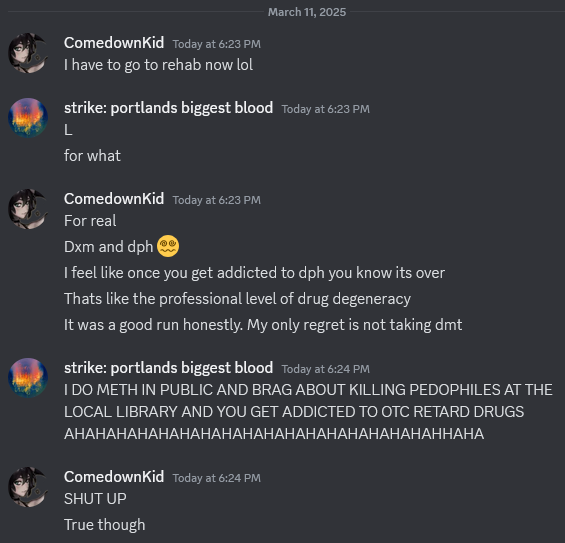 March 11, 2025
ComedownKid Today at 6:23 PM
I have to go to rehab now lol
strike: portlands biggest blood Today at 6:23 PM
L
for what
ComedownKid Today at 6:23 PM
For real
Dxm and dph 😵‍💫
I feel like once you get addicted to dph you know its over
Thats like the professional level of drug degeneracy
It was a good run honestly. My only regret is not taking dmt
strike: portlands biggest blood Today at 6:24 PM
I DO METH IN PUBLIC AND BRAG ABOUT KILLING PEDOPHILES AT THE
LOCAL LIBRARY AND YOU GET ADDICTED TO OTC RETARD DRUGS
AHAHAHAHAHAHAHAHAHAHAHAHAHAHAHAHAHAHHAHA
ComedownKid Today at 6:24 PM
SHUT UP
True though